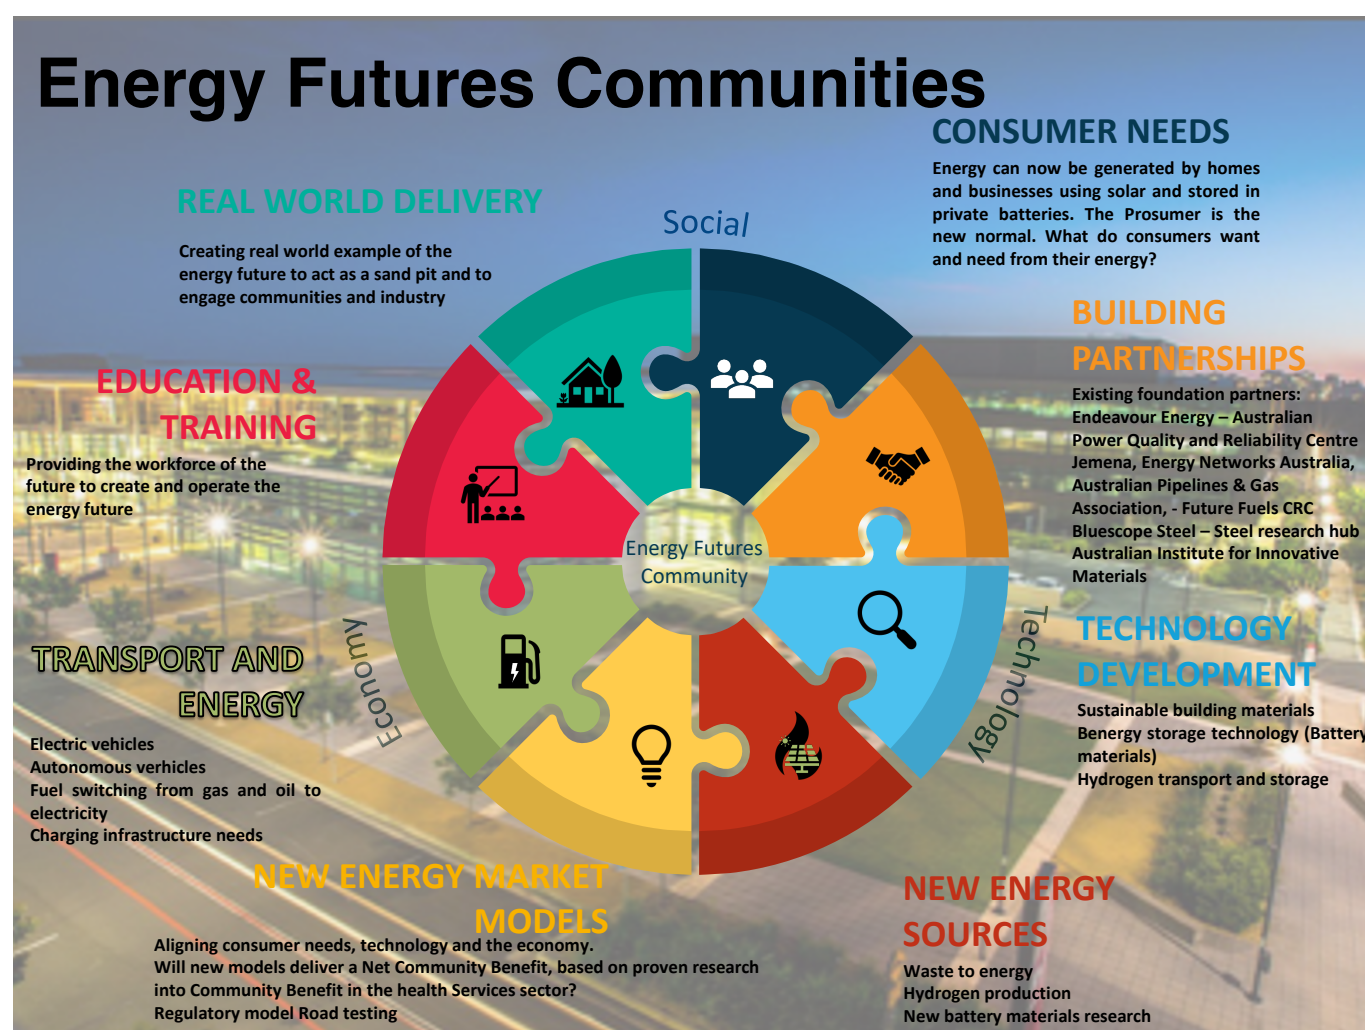 Energy Futures Communities
CONSUMER NEEDS
Energy can now be generated by homes
and businesses using solar and stored in
private batteries. The Prosumer is the
new normal. What do consumers want
and need from their energy?
REAL WORLD DELIVERY
Creating real world example of the
energy future to act as a sand pit and to
engage communities and industry
Social
BUILDING
PARTNERSHIPS
Existing foundation partners:
Endeavour Energy – Australian
Power Quality and Reliability Centre
Jemena, Energy Networks Australia,
Australian Pipelines & Gas
Association, - Future Fuels CRC
Bluescope Steel – Steel research hub
Australian Institute for Innovative
Materials
EDUCATION &
TRAINING
Providing the workforce of the
future to create and operate the
energy future
Energy Futures
Community
Economy
Technology
TECHNOLOGY
DEVELOPMENT
Sustainable building materials
Benergy storage technology (Battery
materials)
Hydrogen transport and storage
TRANSPORT AND
ENERGY
Electric vehicles
Autonomous verhicles
Fuel switching from gas and oil to
electricity
Charging infrastructure needs
NEW ENERGY MARKET
MODELS
Aligning consumer needs, technology and the economy.
Will new models deliver a Net Community Benefit, based on proven research
into Community Benefit in the health Services sector?
Regulatory model Road testing
NEW ENERGY
SOURCES
Waste to energy
Hydrogen production
New battery materials research